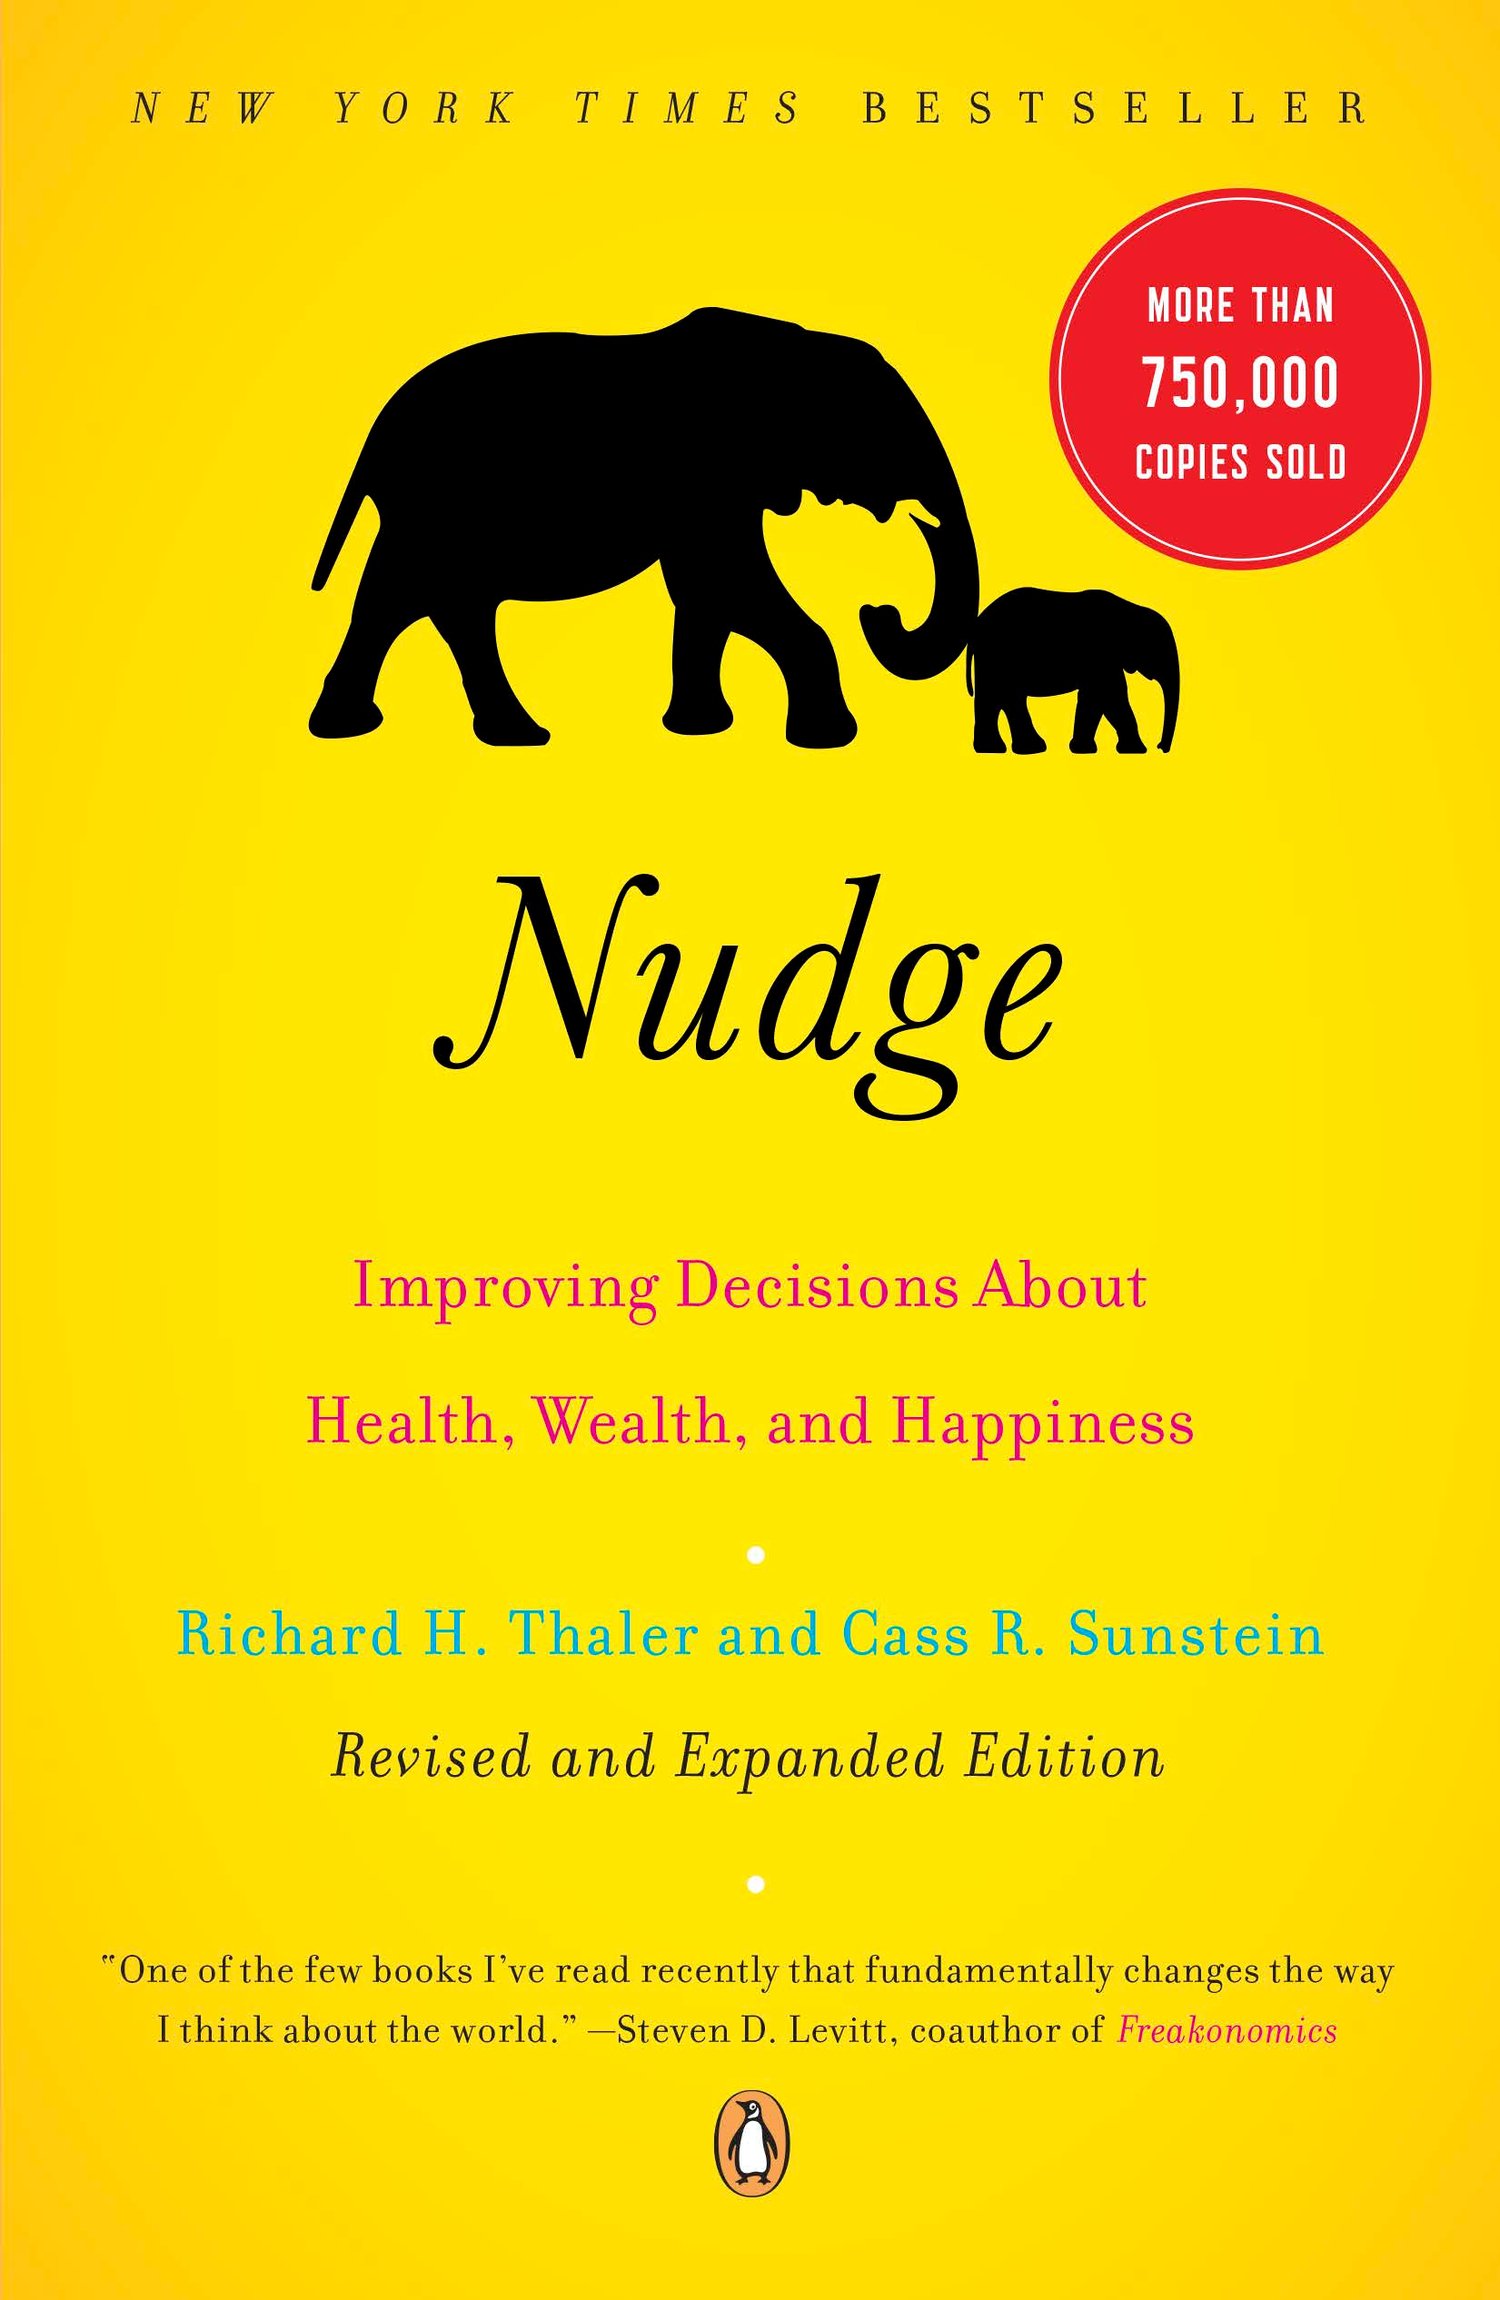 NEW YORK TIMES BESTSELLER
MORE THAN
750,000
COPIES SOLD
Nudge
Improving Decisions About
Health, Wealth, and Happiness
Richard H. Thaler and Cass R. Sunstein
Revised and Expanded Edition
“One of the few books I’ve read recently that fundamentally changes the way
I think about the world.” —Steven D. Levitt, coauthor of Freakonomics